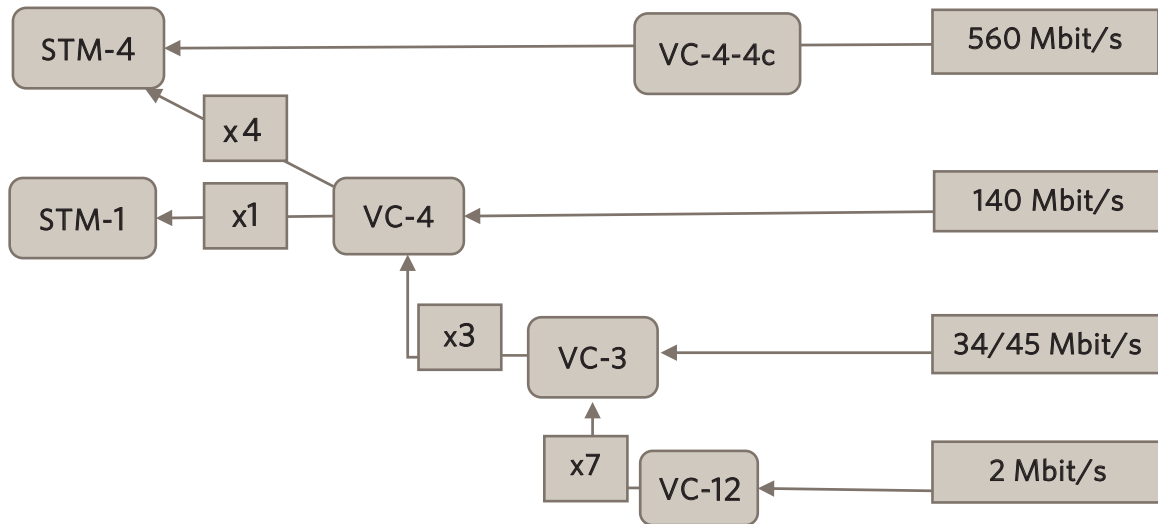 STM-4
VC-4-4c
560 Mbit/s
x4
STM-1
x1
VC-4
140 Mbit/s
x3
VC-3
34/45 Mbit/s
x7
VC-12
2 Mbit/s